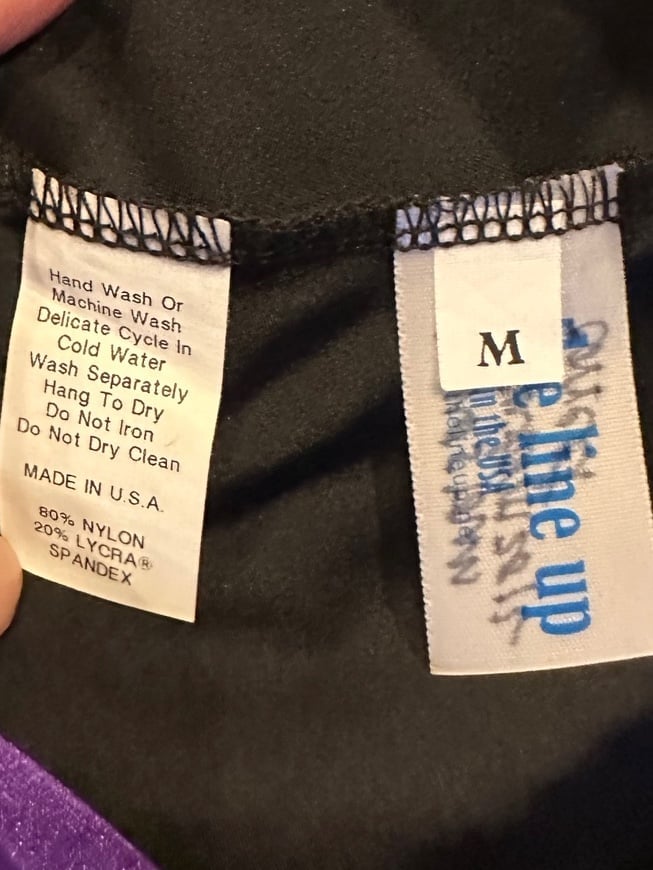 Hand Wash Or
Machine Wash
Delicate Cycle In
Cold Water
Wash Separately
Hang To Dry
Do Not Iron
Do Not Dry Clean
MADE IN U.S.A.
80% NYLON
20% LYCRA®
SPANDEX
M
e line up
in the USA